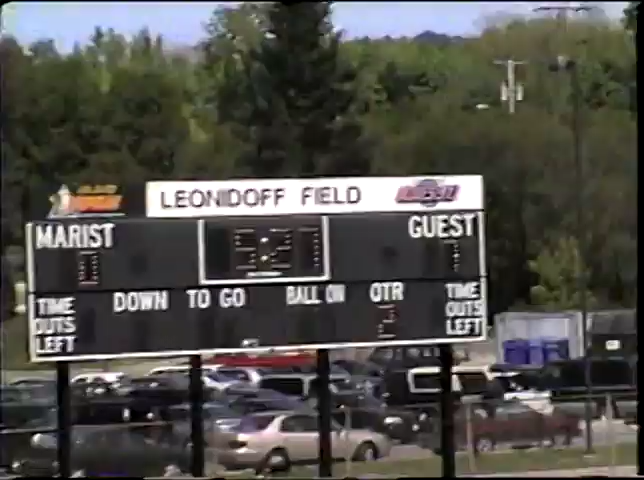 LEONIDOFF FIELD
MARIST GUEST
TIME OUTS LEFT
DOWN TO GO BALL ON QTR
TIME OUTS LEFT